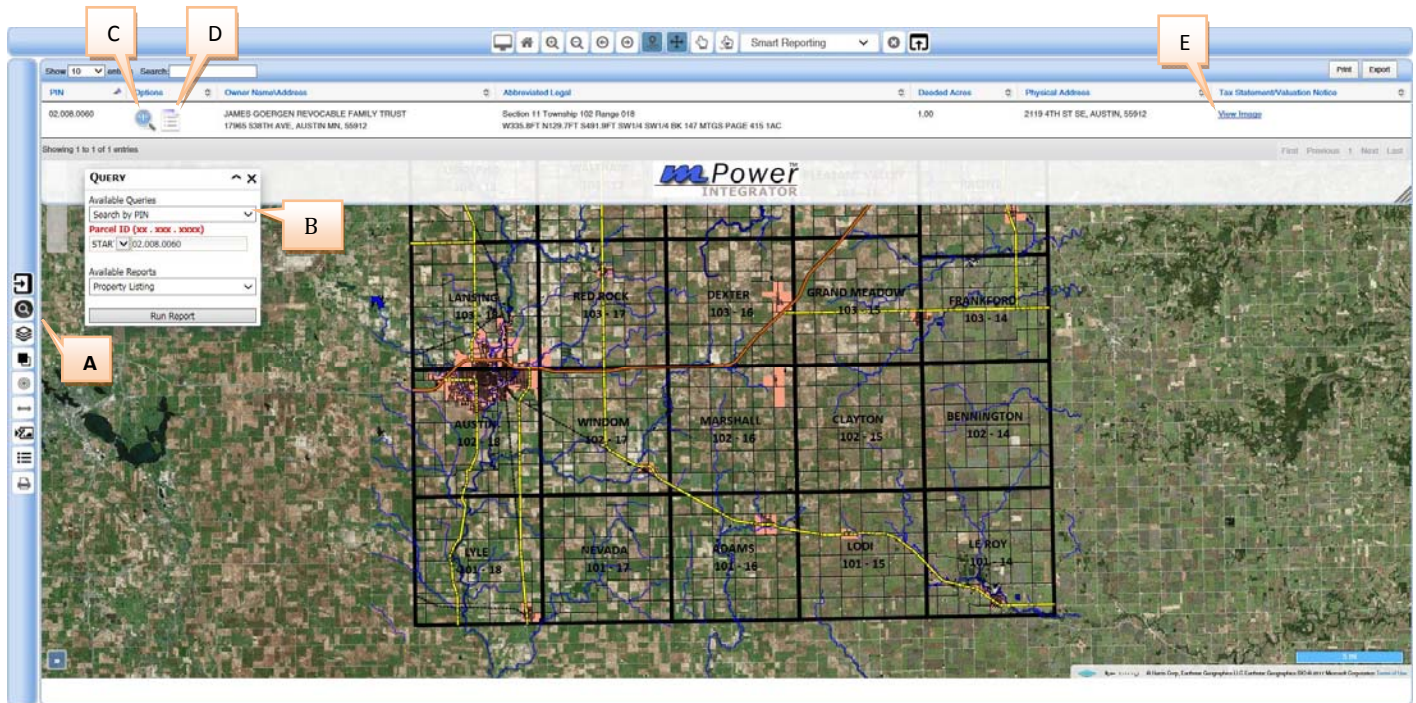 C
D
E
Smart Reporting
Show 10 entries Search:
Print Export
PIN Options Owner Name\Address Abbreviated Legal Deeded Acres Physical Address Tax Statement/Valuation Notice
02.008.0060 JAMES GOERGEN REVOCABLE FAMILY TRUST Section 11 Township 102 Range 018 1.00 2119 4TH ST SE, AUSTIN, 55912 View Image
17965 538TH AVE, AUSTIN MN, 55912 W335.8FT N129.7FT S491.9FT SW1/4 SW1/4 BK 147 MTGS PAGE 415 1AC
Showing 1 to 1 of 1 entries
First Previous 1 Next Last
mPower™
INTEGRATOR
QUERY
Available Queries
Search by PIN
B
Parcel ID (xx . xxx . xxxx)
START 02.008.0060
Available Reports
Property Listing
Run Report
A
LANSING RED ROCK DEXTER GRAND MEADOW FRANKFORD
103 - 18 103 - 17 103 - 16 103 - 15 103 - 14
AUSTIN WINDOM MARSHALL CLAYTON BENNINGTON
102 - 18 102 - 17 102 - 16 102 - 15 102 - 14
LYLE NEVADA ADAMS LODI LE ROY
101 - 18 101 - 17 101 - 16 101 - 15 101 - 14
5 mi
Terms of Use